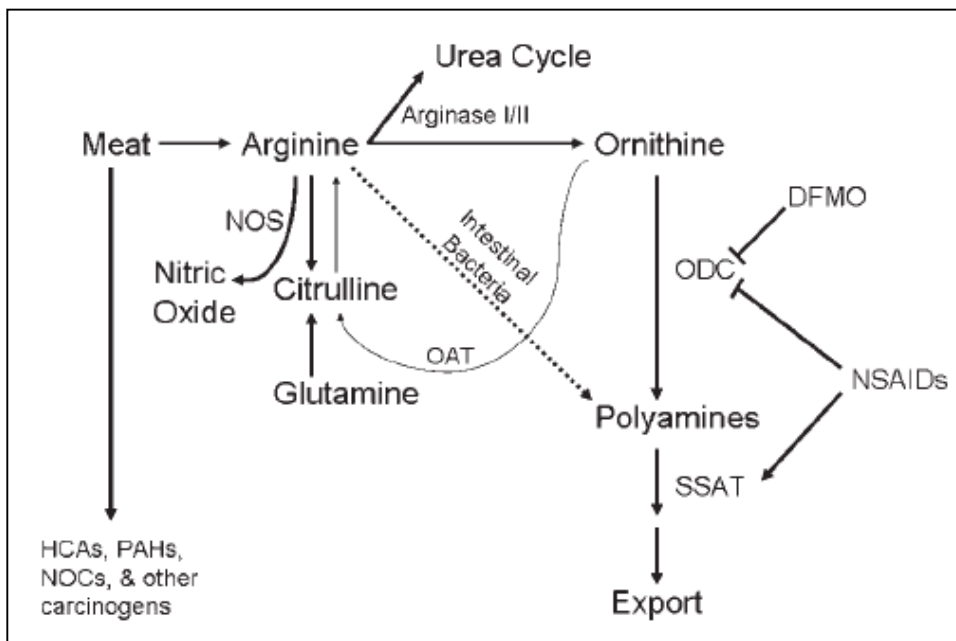 Urea Cycle
Arginase I/II
Meat
Arginine
Ornithine
NOS
DFMO
Intestinal
Bacteria
ODC
Nitric
Oxide
Citrulline
OAT
Glutamine
NSAIDs
Polyamines
SSAT
HCAs, PAHs,
NOCs, & other
carcinogens
Export